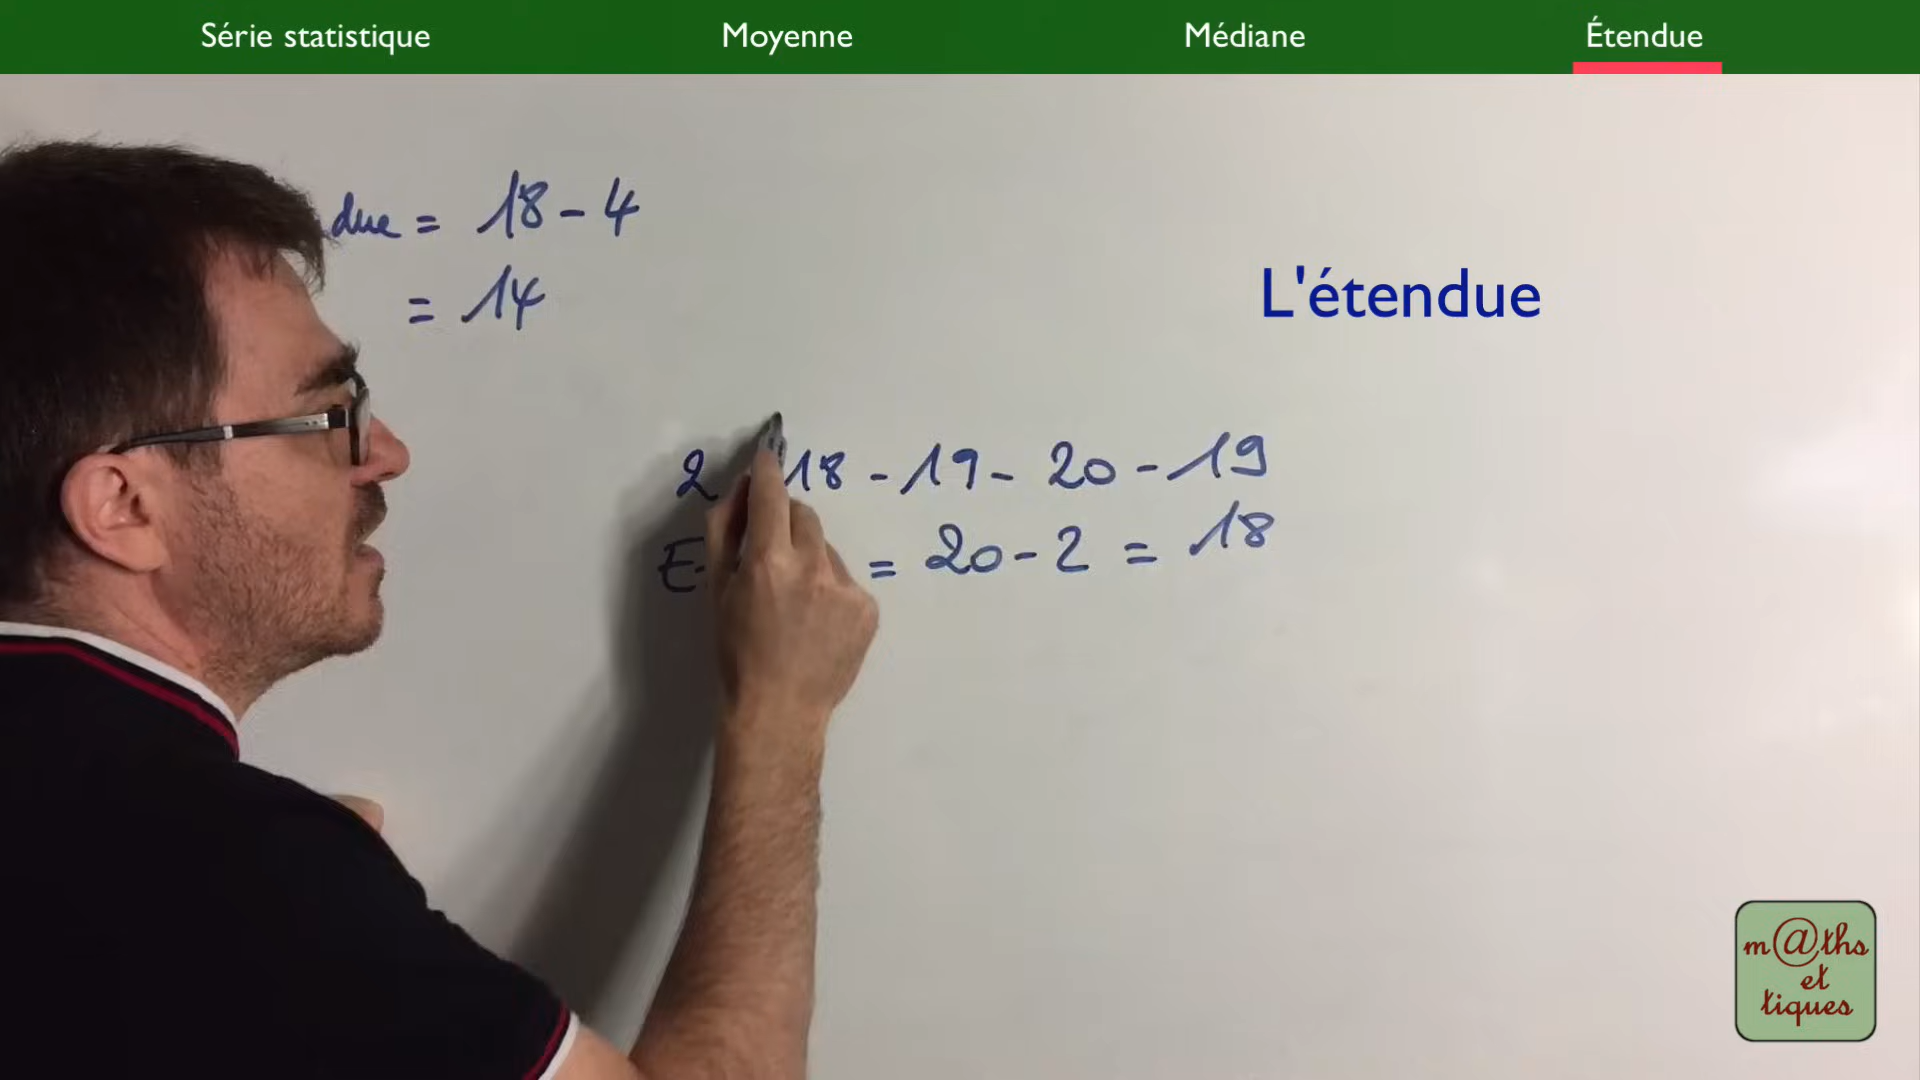 Série statistique Moyenne Médiane Étendue
due = 18 - 4
= 14
L'étendue
2 18 - 19 - 20 - 19
E = 20 - 2 = 18
m@ths
et
tiques